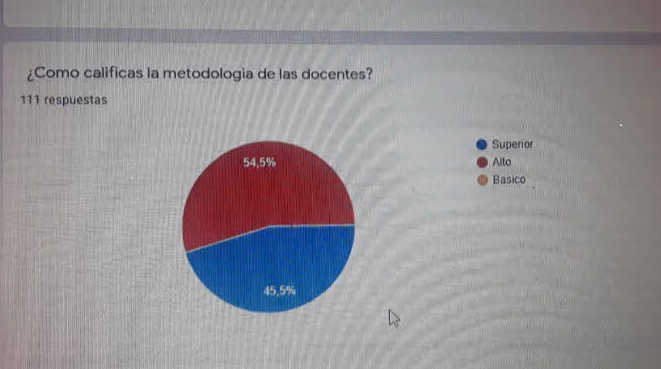 ¿Como calificas la metodologia de las docentes?
111 respuestas
54,5%
45,5%
Superior
Alto
Basico